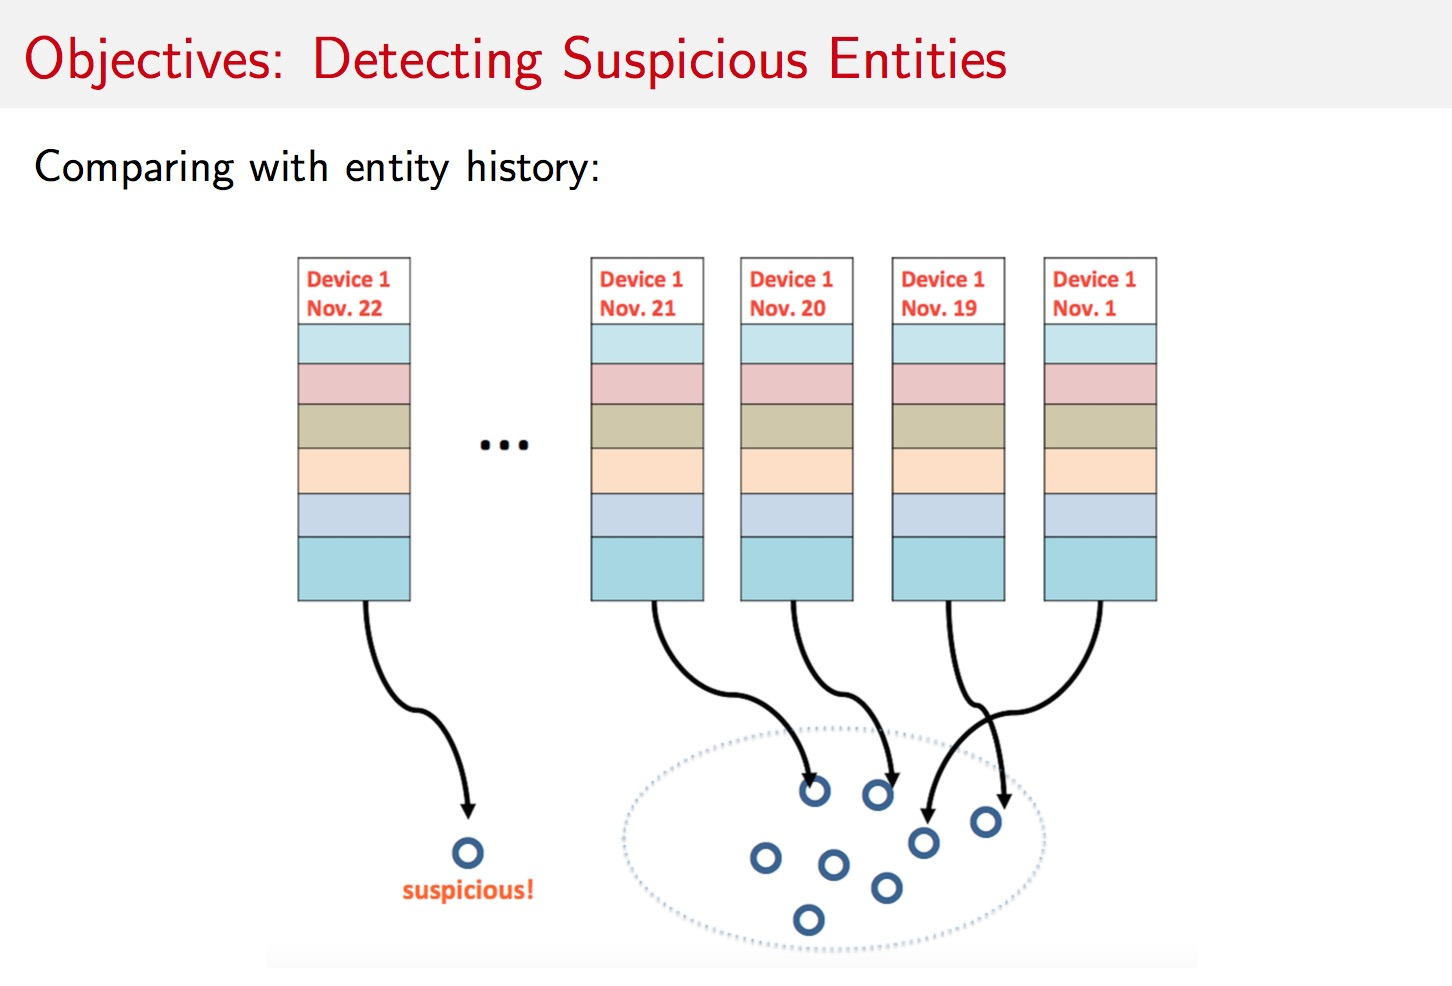 Objectives: Detecting Suspicious Entities
Comparing with entity history:
Device 1
Nov. 22
...
Device 1
Nov. 21
Device 1
Nov. 20
Device 1
Nov. 19
Device 1
Nov. 1
suspicious!